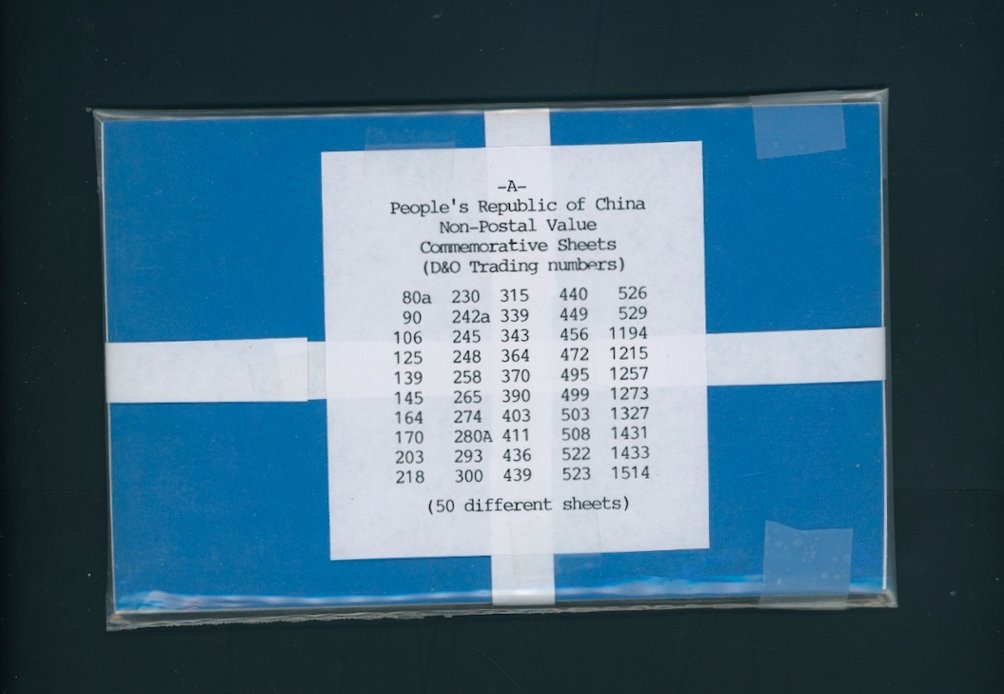 -A-
People's Republic of China
Non-Postal Value
Commemorative Sheets
(D&O Trading numbers)
80a 230 315 440 526
90 242a 339 449 529
106 245 343 456 1194
125 248 364 472 1215
139 258 370 495 1257
145 265 390 499 1273
164 274 403 503 1327
170 280A 411 508 1431
203 293 436 522 1433
218 300 439 523 1514
(50 different sheets)